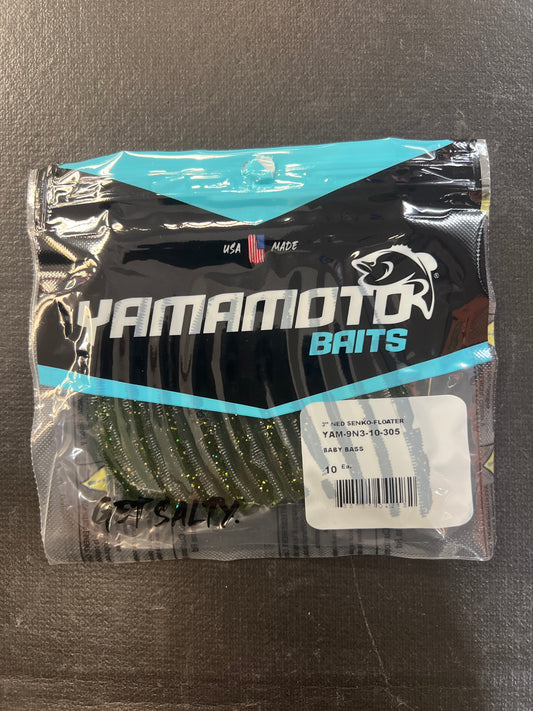 USA MADE
YAMAMOTO
®
BAITS
3" NED SENKO-FLOATER
YAM-9N3-10-305
BABY BASS
10 Ea.
GET SALTY.